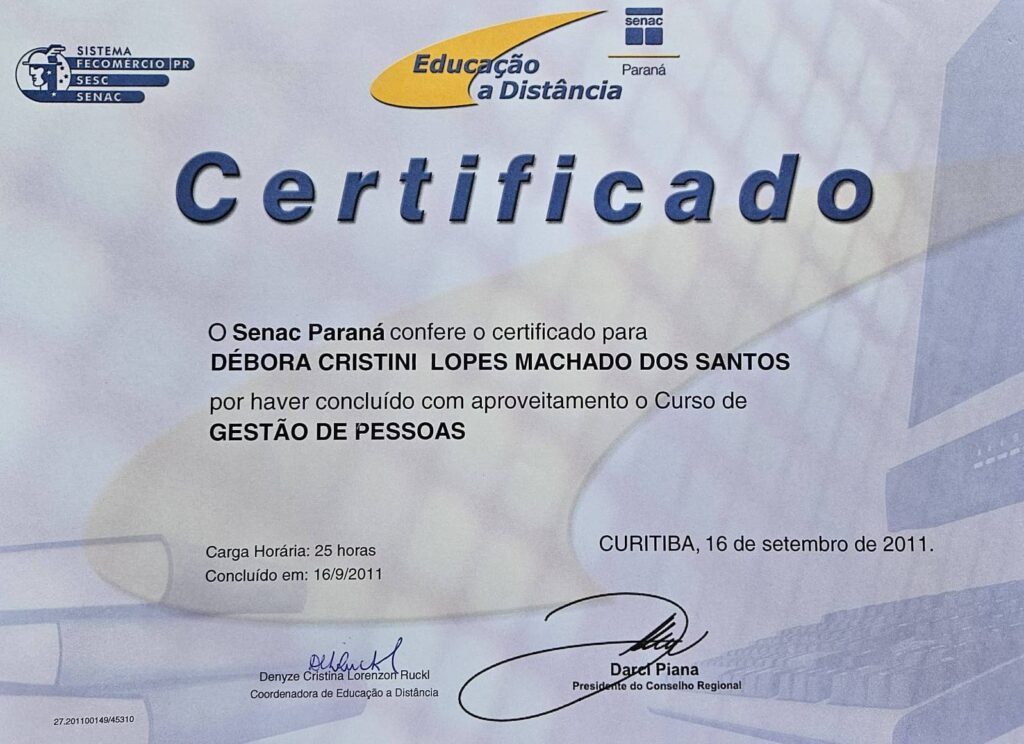 SISTEMA
FECOMÉRCIO PR
SESC
SENAC
Educação
a Distância
senac
Paraná
Certificado
O Senac Paraná confere o certificado para
DÉBORA CRISTINI LOPES MACHADO DOS SANTOS
por haver concluído com aproveitamento o Curso de
GESTÃO DE PESSOAS
Carga Horária: 25 horas
Concluído em: 16/9/2011
CURITIBA, 16 de setembro de 2011.
Denyze Cristina Lorenzon Ruckl
Coordenadora de Educação a Distância
Darci Piana
Presidente do Conselho Regional
27.201100149/45310